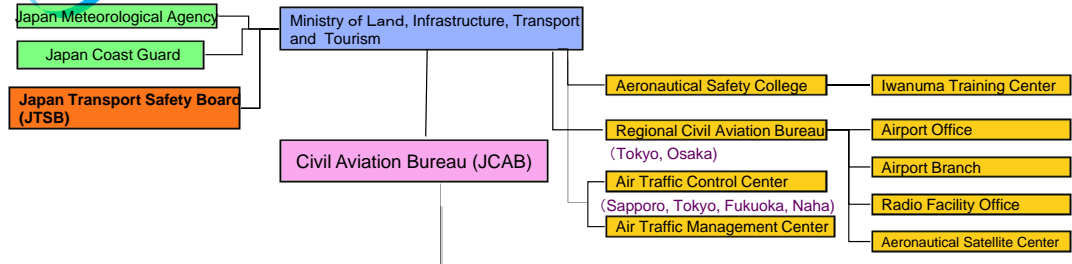 Japan Meteorological Agency
Japan Coast Guard
Japan Transport Safety Board
(JTSB)
Ministry of Land, Infrastructure, Transport
and Tourism
Civil Aviation Bureau (JCAB)
Aeronautical Safety College
Iwanuma Training Center
Regional Civil Aviation Bureau
（Tokyo, Osaka)
Airport Office
Airport Branch
Radio Facility Office
Aeronautical Satellite Center
Air Traffic Control Center
（Sapporo, Tokyo, Fukuoka, Naha)
Air Traffic Management Center